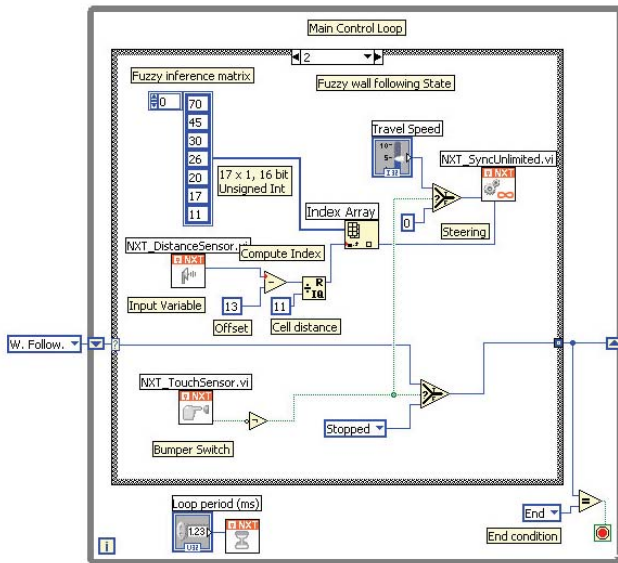 Main Control Loop
2
Fuzzy inference matrix
Fuzzy wall following State
0
70
45
30
26
20
17
11
17 x 1, 16 bit
Unsigned Int
Travel Speed
10-
5-
I32
NXT_SyncUnlimited.vi
NXT
Index Array
0
Steering
NXT_DistanceSensor.vi
NXT
Compute Index
R
IQ
Input Variable
13
11
Offset
Cell distance
W. Follow.
?
NXT_TouchSensor.vi
NXT
Stopped
Bumper Switch
Loop period (ms)
1.23
U32
NXT
End
=
End condition
i